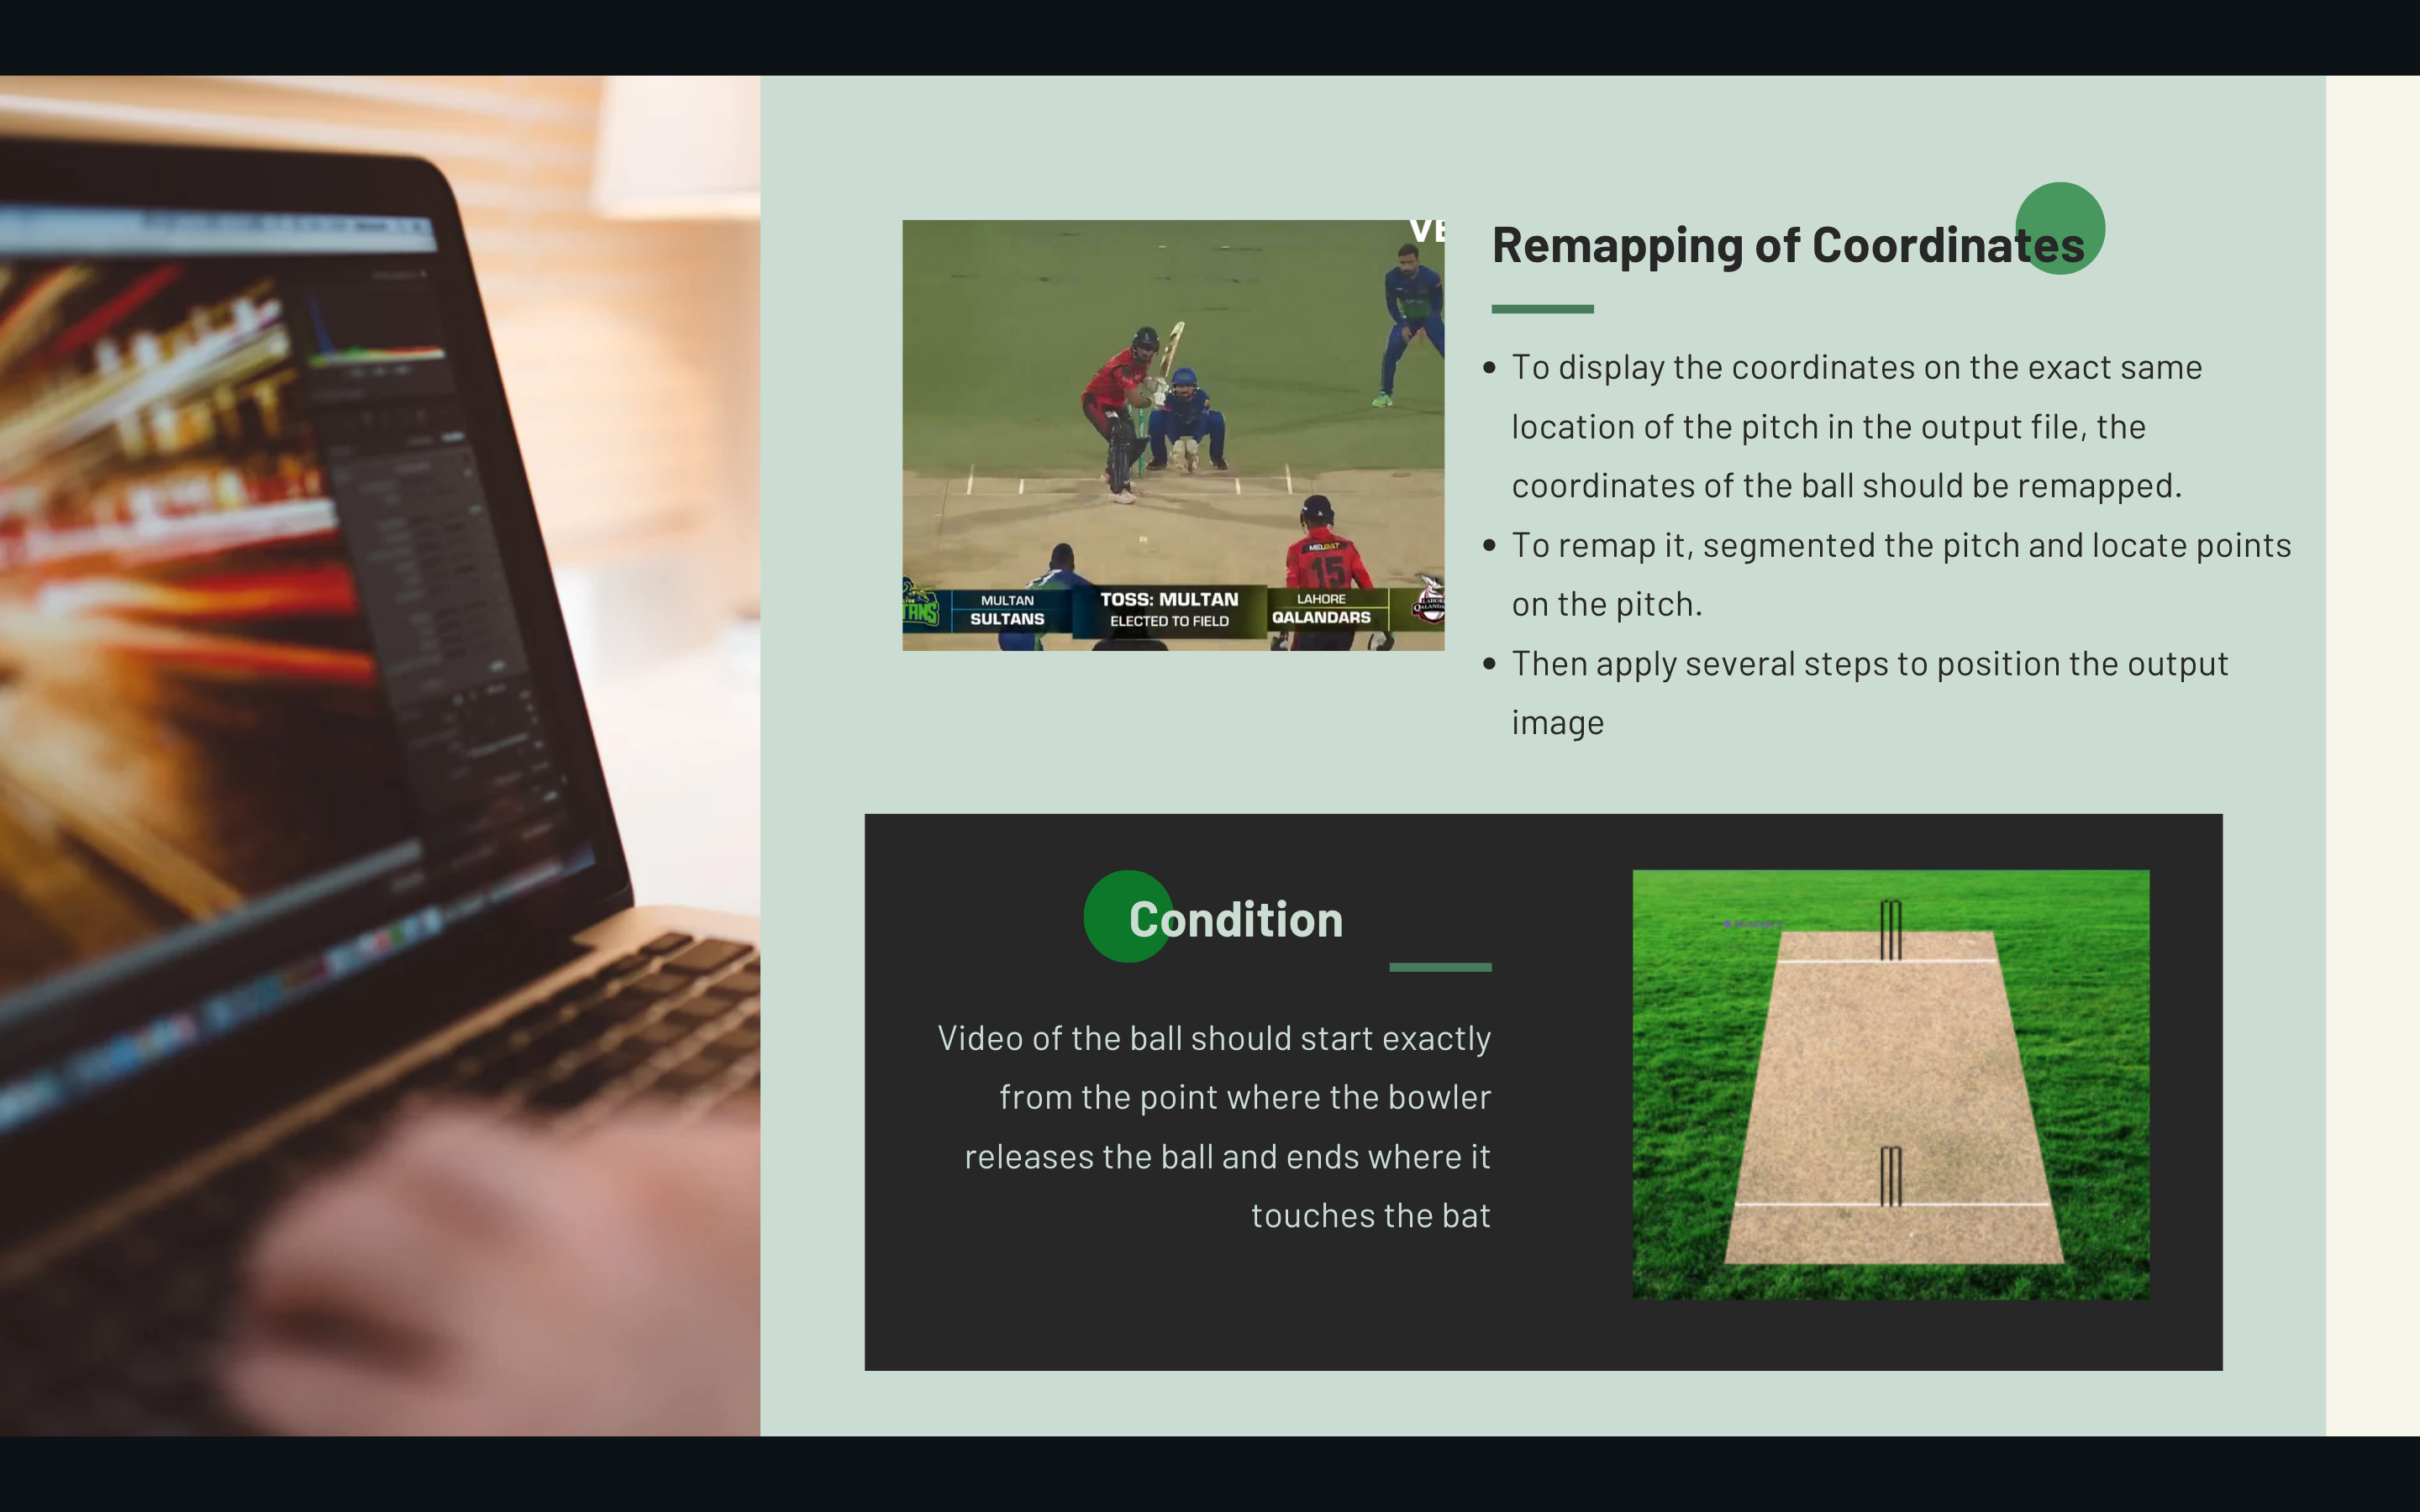 Remapping of Coordinates
• To display the coordinates on the exact same
location of the pitch in the output file, the
coordinates of the ball should be remapped.
• To remap it, segmented the pitch and locate points
on the pitch.
• Then apply several steps to position the output
image
VE
MEDBAT
15
TANS
MULTAN
SULTANS
TOSS: MULTAN
ELECTED TO FIELD
LAHORE
QALANDARS
Condition
Video of the ball should start exactly
from the point where the bowler
releases the ball and ends where it
touches the bat